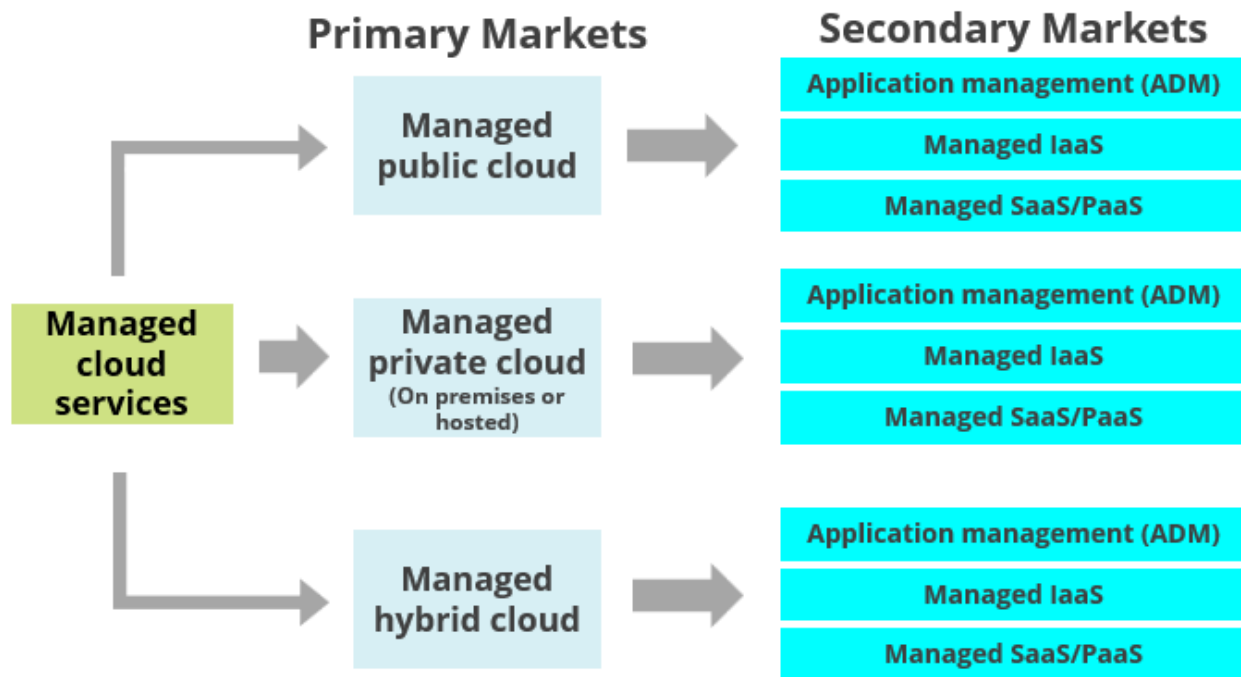 Primary Markets
Secondary Markets
Managed
public cloud
Application management (ADM)
Managed IaaS
Managed SaaS/PaaS
Managed
cloud
services
Managed
private cloud
(On premises or
hosted)
Application management (ADM)
Managed IaaS
Managed SaaS/PaaS
Managed
hybrid cloud
Application management (ADM)
Managed IaaS
Managed SaaS/PaaS